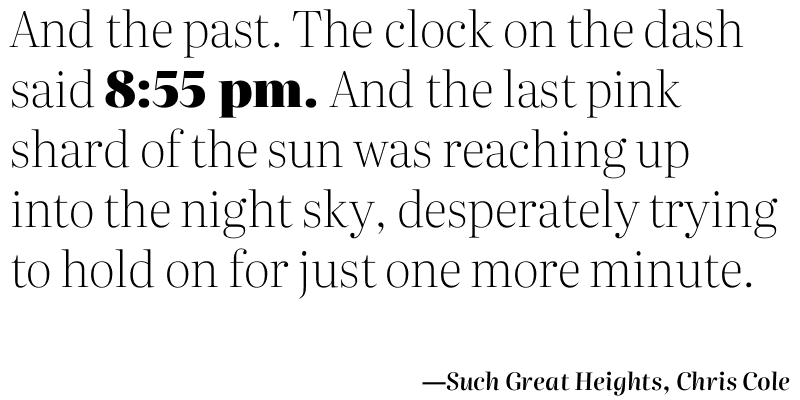 And the past. The clock on the dash
said 8:55 pm. And the last pink
shard of the sun was reaching up
into the night sky, desperately trying
to hold on for just one more minute.
—Such Great Heights, Chris Cole